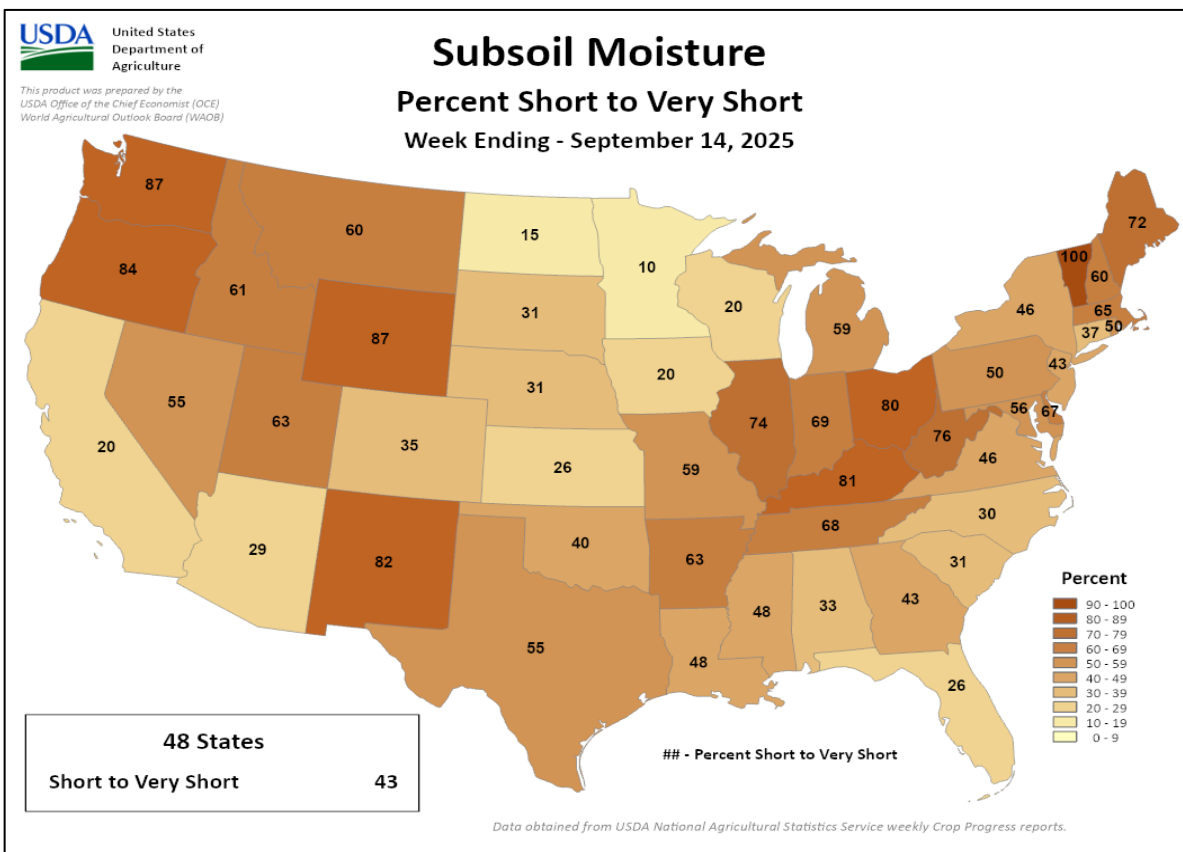 USDA
United States
Department of
Agriculture
This product was prepared by the
USDA Office of the Chief Economist (OCE)
World Agricultural Outlook Board (WAOB)
Subsoil Moisture
Percent Short to Very Short
Week Ending - September 14, 2025
87
84
60
61
87
15
10
31
20
59
31
20
55
63
35
20
26
59
74
69
80
76
81
46
72
100
60
65
37
50
46
50
43
56
67
29
82
40
63
68
30
31
55
48
48
33
43
26
Percent
90 - 100
80 - 89
70 - 79
60 - 69
50 - 59
40 - 49
30 - 39
20 - 29
10 - 19
0 - 9
48 States
Short to Very Short 43
## - Percent Short to Very Short
Data obtained from USDA National Agricultural Statistics Service weekly Crop Progress reports.